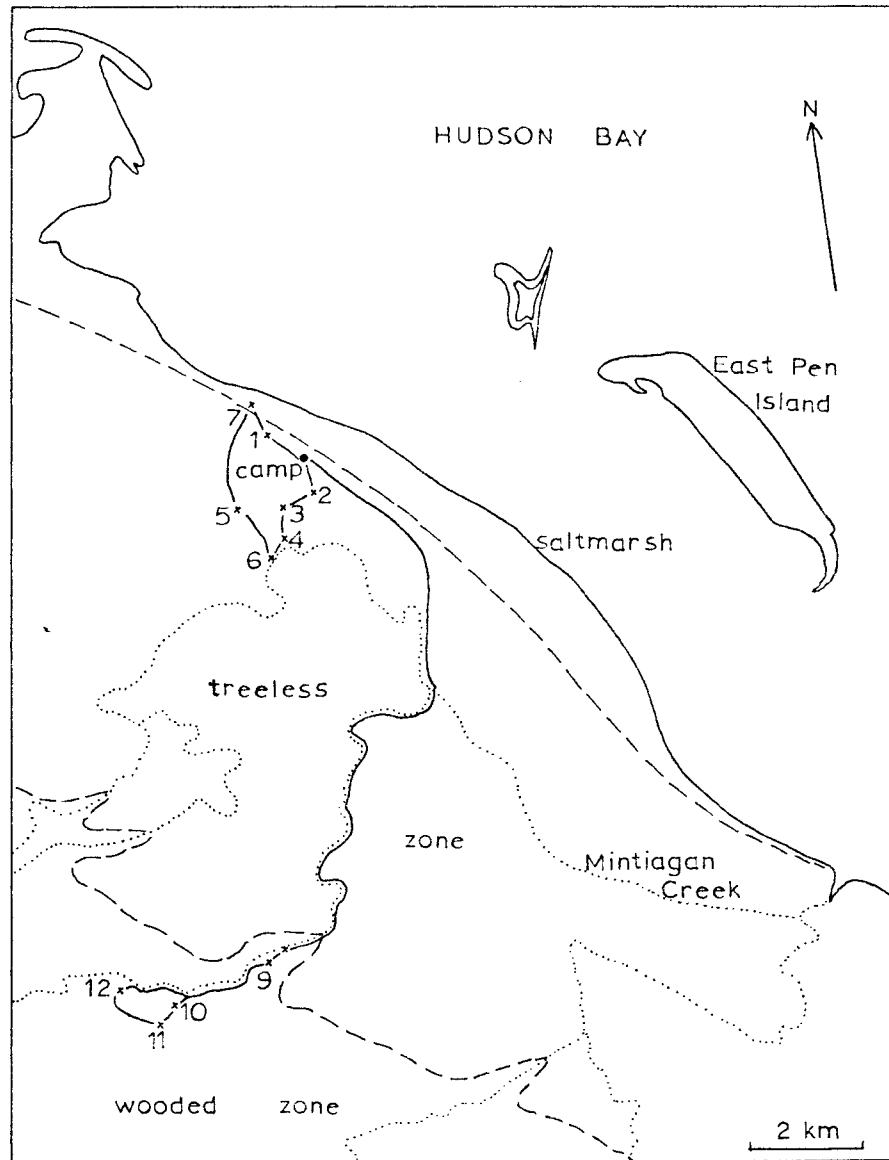 N
HUDSON BAY
East Pen
Island
7
1
camp
2
3
5
4
6
saltmarsh
treeless
zone
Mintiagan
Creek
9
12
10
11
wooded zone
2 km